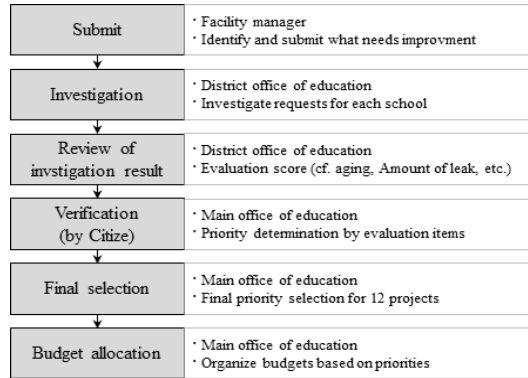 Submit
· Facility manager
· Identify and submit what needs improvment
Investigation
· District office of education
· Investigate requests for each school
Review of
invstigation result
· District office of education
· Evaluation score (cf. aging, Amount of leak, etc.)
Verification
(by Citize)
· Main office of education
· Priority determination by evaluation items
Final selection
· Main office of education
· Final priority selection for 12 projects
Budget allocation
· Main office of education
· Organize budgets based on priorities